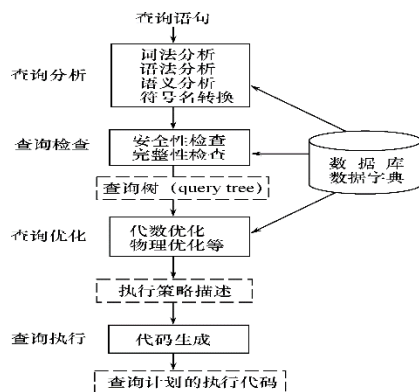 查询语句
查询分析
词法分析
语法分析
语义分析
符号名转换
查询检查
安全性检查
完整性检查
数据库
数据字典
查询树（query tree）
查询优化
代数优化
物理优化等
执行策略描述
查询执行
代码生成
查询计划的执行代码